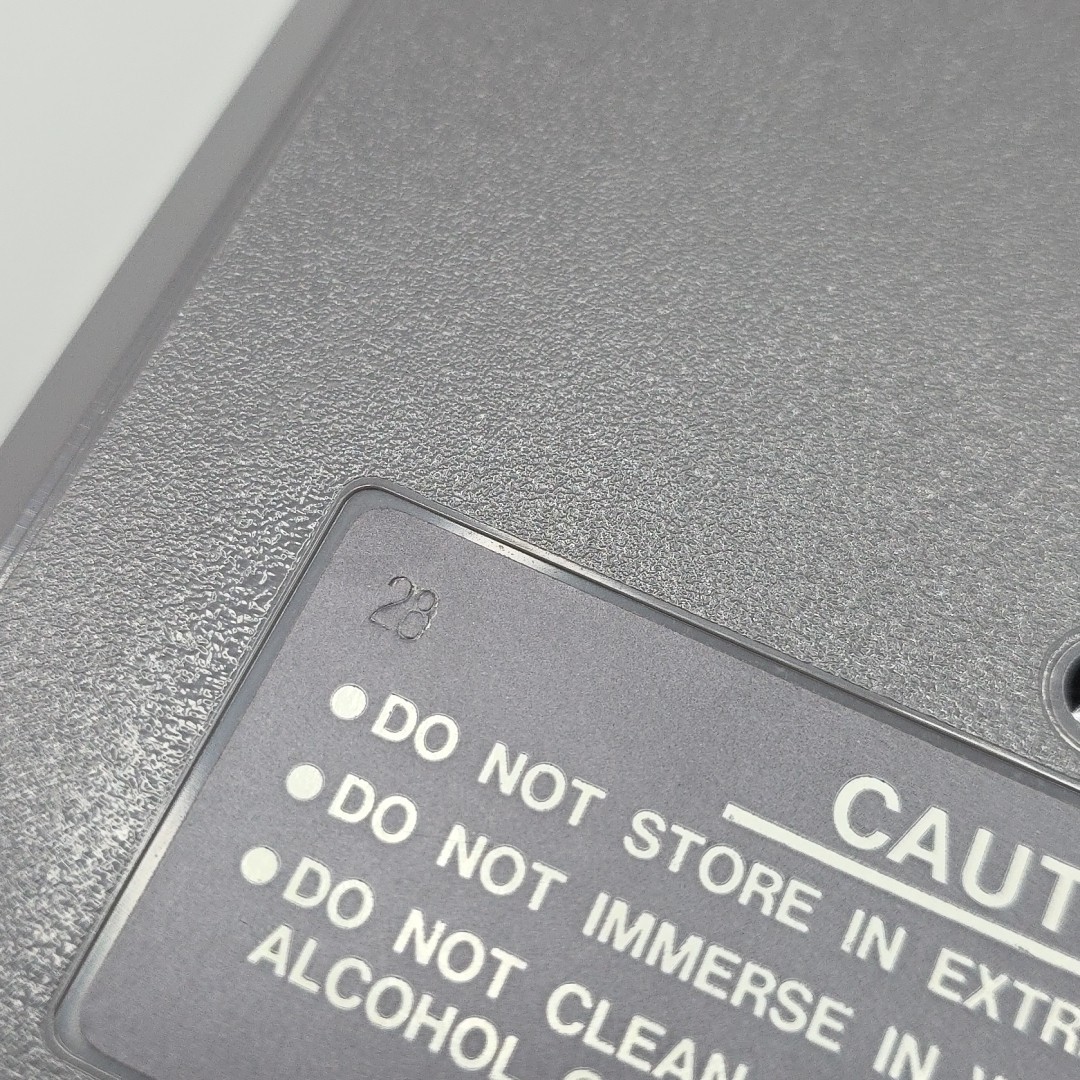 28
CAUT
●DO NOT STORE IN EXTR
●DO NOT IMMERSE IN
●DO NOT CLEAN
ALCOHOL